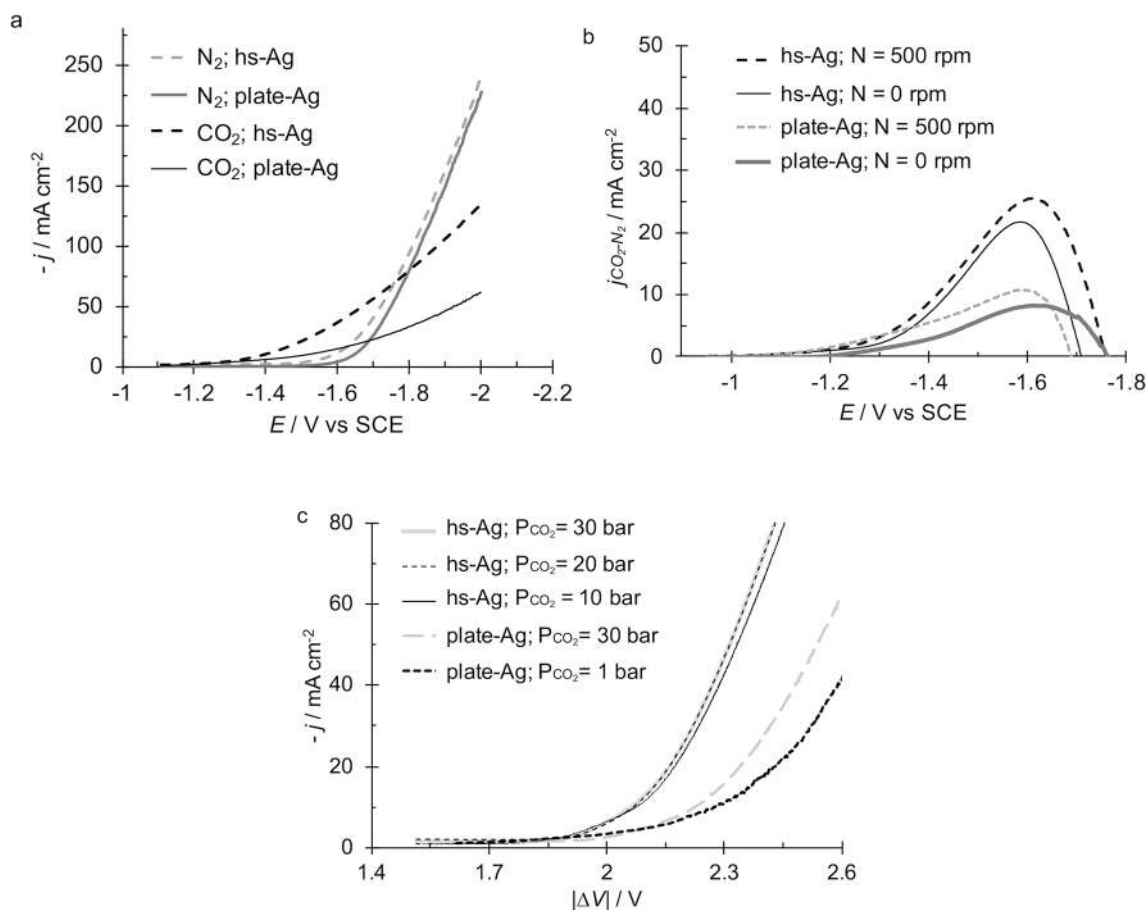 a
N₂; hs-Ag
N₂; plate-Ag
CO₂; hs-Ag
CO₂; plate-Ag
250
200
150
100
50
0
- j / mA cm⁻²
-1 -1.2 -1.4 -1.6 -1.8 -2 -2.2
E / V vs SCE
b
hs-Ag; N = 500 rpm
hs-Ag; N = 0 rpm
plate-Ag; N = 500 rpm
plate-Ag; N = 0 rpm
50
40
30
20
10
0
jCO₂-N₂ / mA cm⁻²
-1 -1.2 -1.4 -1.6 -1.8
E / V vs SCE
c
hs-Ag; PCO₂= 30 bar
hs-Ag; PCO₂= 20 bar
hs-Ag; PCO₂ = 10 bar
plate-Ag; PCO₂= 30 bar
plate-Ag; PCO₂= 1 bar
80
60
40
20
0
- j / mA cm⁻²
1.4 1.7 2 2.3 2.6
|ΔV| / V